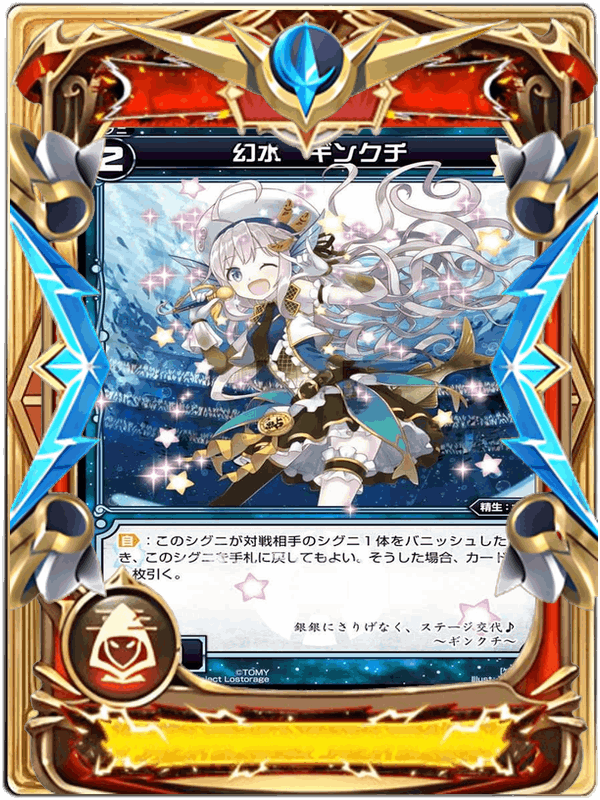 2
幻水 ギンクチ
精生：
自：このシグニが対戦相手のシグニ１体をバニッシュした
き、このシグニを手札に戻してもよい。そうした場合、カード
枚引く。
銀銀にさりげなく、ステージ交代♪
～ギンクチ～
©TOMY
ject Lostorage
Illus